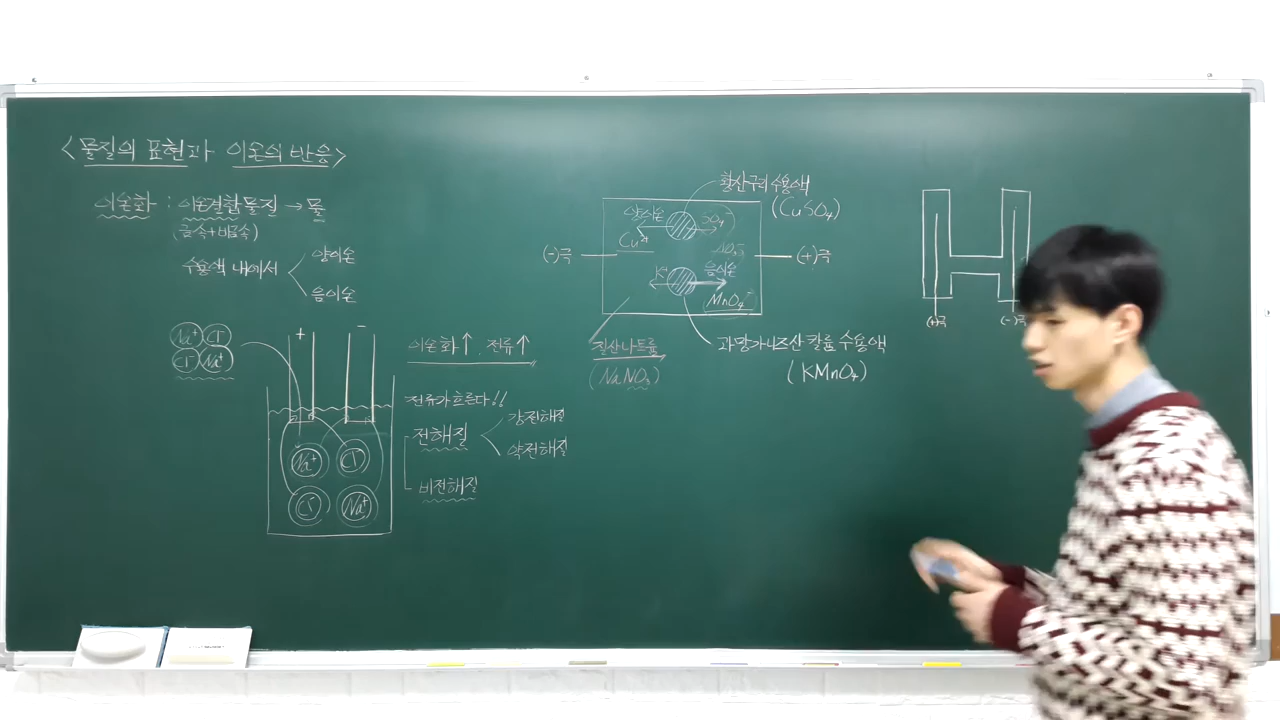 <물질의 표현과 이온의 반응>
이온화 : 이온결합물질 → 물
(금속+비금속)
수용액 내에서
양이온
음이온
Na⁺ Cl⁻
Cl⁻ Na⁺
+ −
Na⁺ Cl⁻
Cl⁻ Na⁺
이온화↑ 전류↑
전류가 흐른다!!
전해질
강전해질
약전해질
비전해질
황산구리 수용액
(CuSO₄)
양이온
Cu²⁺
(-)극
(+)극
K⁺
음이온
MnO₄⁻
질산나트륨
(NaNO₃)
과망가니즈산 칼륨 수용액
(KMnO₄)
(+)극
(-)극